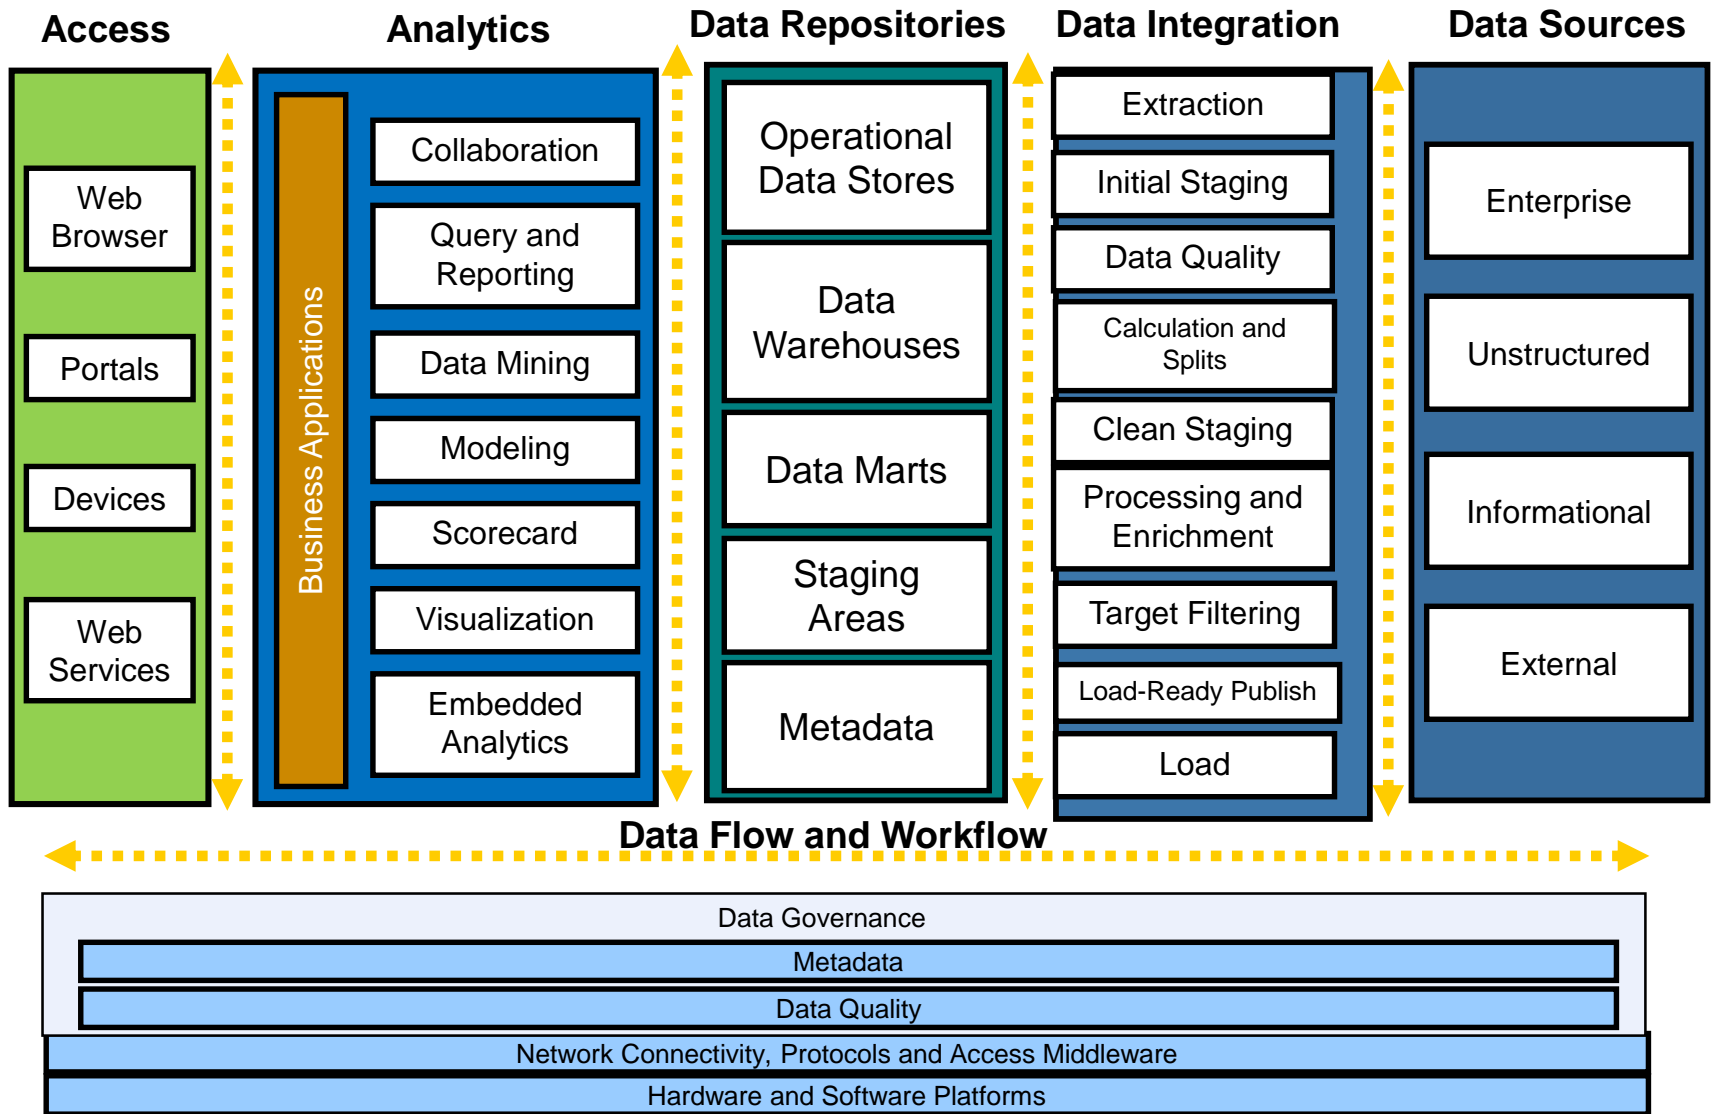 Access
Analytics
Data Repositories
Data Integration
Data Sources
Web
Browser
Portals
Devices
Web
Services
Business Applications
Collaboration
Query and
Reporting
Data Mining
Modeling
Scorecard
Visualization
Embedded
Analytics
Operational
Data Stores
Data
Warehouses
Data Marts
Staging
Areas
Metadata
Extraction
Initial Staging
Data Quality
Calculation and
Splits
Clean Staging
Processing and
Enrichment
Target Filtering
Load-Ready Publish
Load
Enterprise
Unstructured
Informational
External
Data Flow and Workflow
Data Governance
Metadata
Data Quality
Network Connectivity, Protocols and Access Middleware
Hardware and Software Platforms